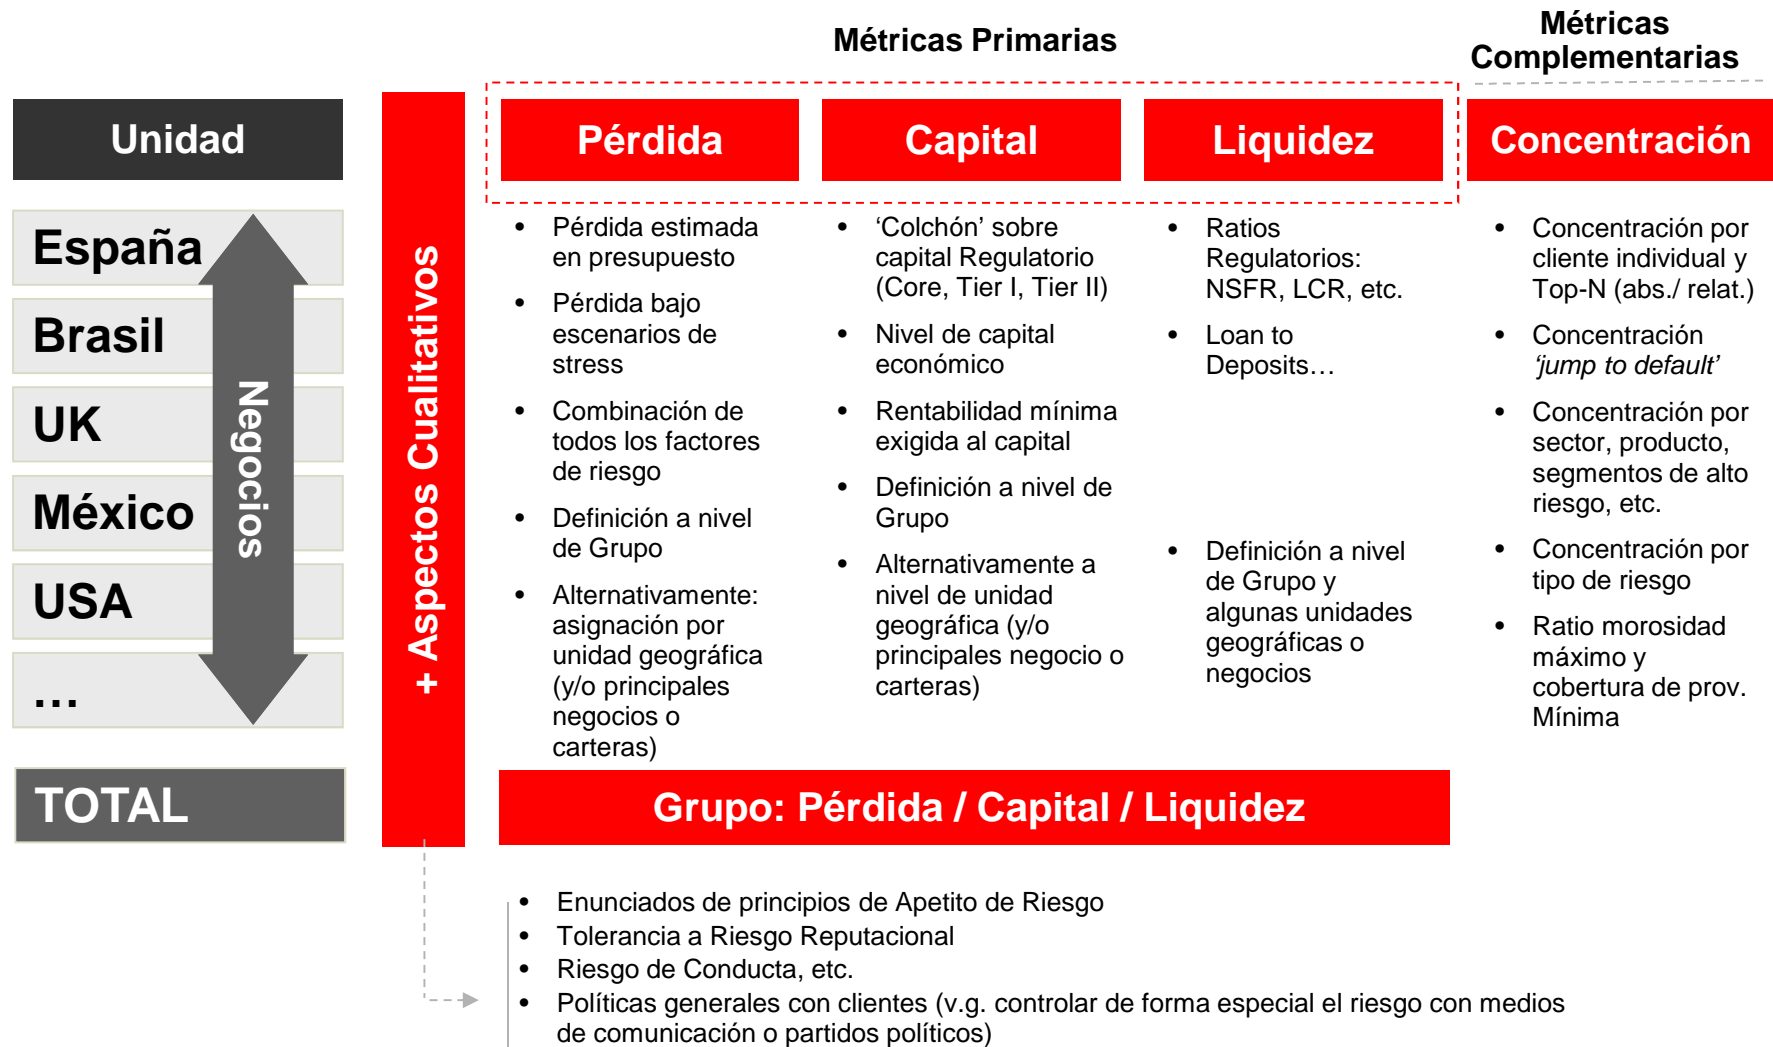 Métricas Primarias
Métricas
Complementarias
Unidad
España
Brasil
UK
México
USA
…
TOTAL
Negocios
+ Aspectos Cualitativos
Pérdida
• Pérdida estimada
en presupuesto
• Pérdida bajo
escenarios de
stress
• Combinación de
todos los factores
de riesgo
• Definición a nivel
de Grupo
• Alternativamente:
asignación por
unidad geográfica
(y/o principales
negocios o
carteras)
Capital
• ‘Colchón’ sobre
capital Regulatorio
(Core, Tier I, Tier II)
• Nivel de capital
económico
• Rentabilidad mínima
exigida al capital
• Definición a nivel de
Grupo
• Alternativamente a
nivel de unidad
geográfica (y/o
principales negocio o
carteras)
Liquidez
• Ratios
Regulatorios:
NSFR, LCR, etc.
• Loan to
Deposits…
• Definición a nivel
de Grupo y
algunas unidades
geográficas o
negocios
Concentración
• Concentración por
cliente individual y
Top-N (abs./ relat.)
• Concentración
‘jump to default’
• Concentración por
sector, producto,
segmentos de alto
riesgo, etc.
• Concentración por
tipo de riesgo
• Ratio morosidad
máximo y
cobertura de prov.
Mínima
Grupo: Pérdida / Capital / Liquidez
• Enunciados de principios de Apetito de Riesgo
• Tolerancia a Riesgo Reputacional
• Riesgo de Conducta, etc.
• Políticas generales con clientes (v.g. controlar de forma especial el riesgo con medios
de comunicación o partidos políticos)